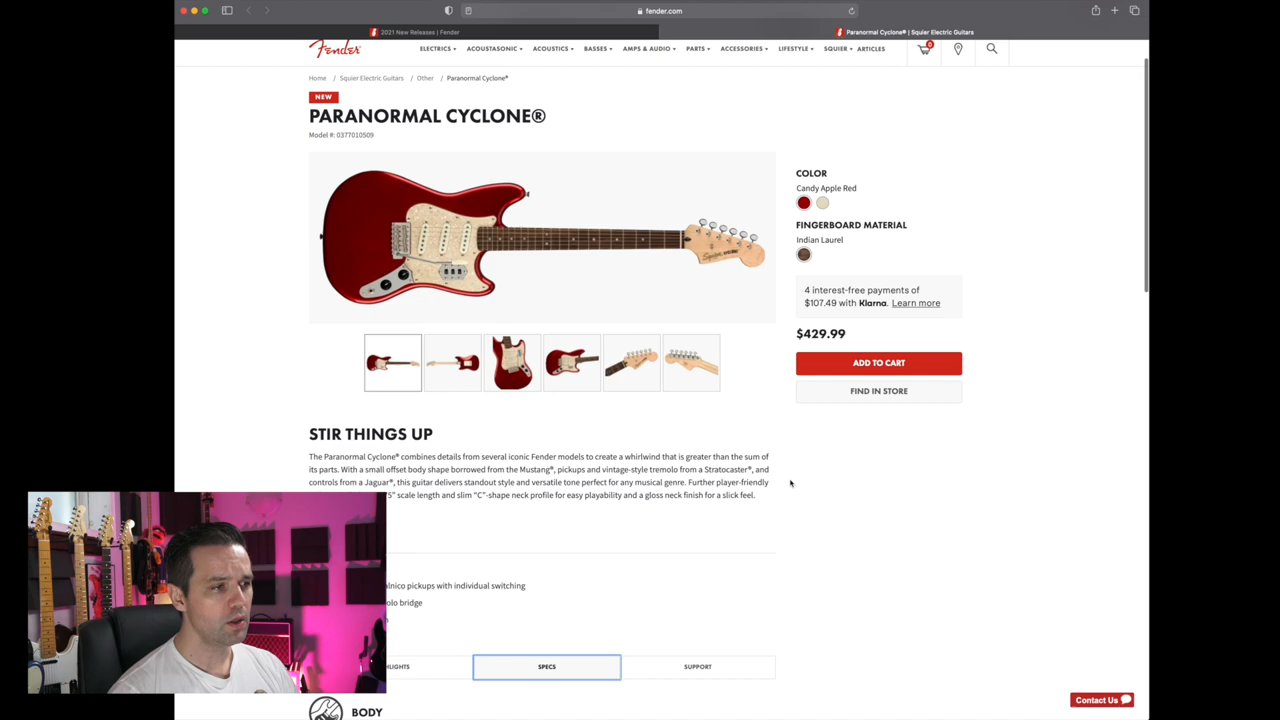 fender.com
2021 New Releases | Fender
Paranormal Cyclone® | Squier Electric Guitars
Fender
ELECTRICS
ACOUSTASONIC
ACOUSTICS
BASSES
AMPS & AUDIO
PARTS
ACCESSORIES
LIFESTYLE
SQUIER
ARTICLES
0
Home / Squier Electric Guitars / Other / Paranormal Cyclone®
NEW
PARANORMAL CYCLONE®
Model #: 0377010509
Squier
COLOR
Candy Apple Red
FINGERBOARD MATERIAL
Indian Laurel
4 interest-free payments of
$107.49 with Klarna. Learn more
$429.99
ADD TO CART
FIND IN STORE
STIR THINGS UP
The Paranormal Cyclone® combines details from several iconic Fender models to create a whirlwind that is greater than the sum of
its parts. With a small offset body shape borrowed from the Mustang®, pickups and vintage-style tremolo from a Stratocaster®, and
controls from a Jaguar®, this guitar delivers standout style and versatile tone perfect for any musical genre. Further player-friendly
5" scale length and slim "C"-shape neck profile for easy playability and a gloss neck finish for a slick feel.
lnico pickups with individual switching
olo bridge
HLIGHTS
SPECS
SUPPORT
BODY
Contact Us